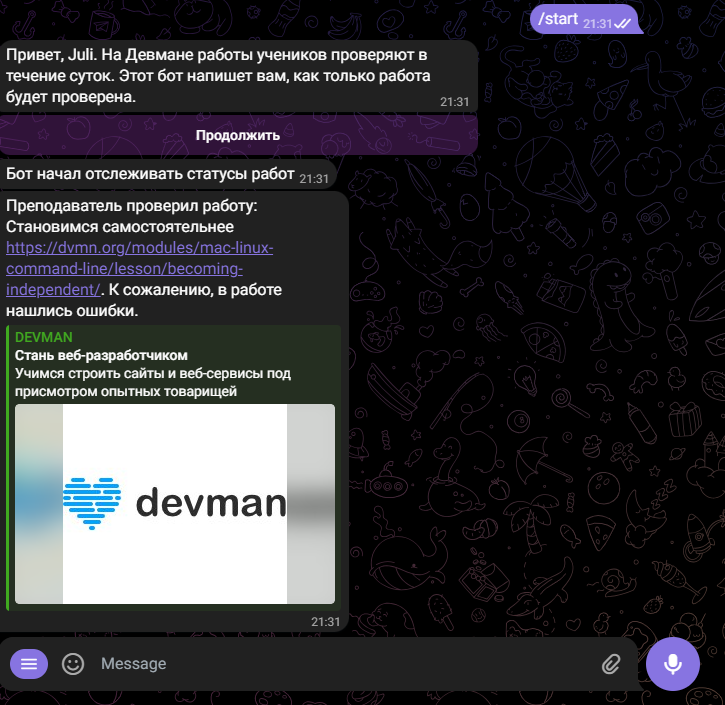 /start 21:31
Привет, Juli. На Девмане работы учеников проверяют в
течение суток. Этот бот напишет вам, как только работа
будет проверена.
21:31
Продолжить
Бот начал отслеживать статусы работ 21:31
Преподаватель проверил работу:
Становимся самостоятельнее
https://dvmn.org/modules/mac-linux-
command-line/lesson/becoming-
independent/. К сожалению, в работе
нашлись ошибки.
DEVMAN
Стань веб-разработчиком
Учимся строить сайты и веб-сервисы под
присмотром опытных товарищей
devman
21:31
Message